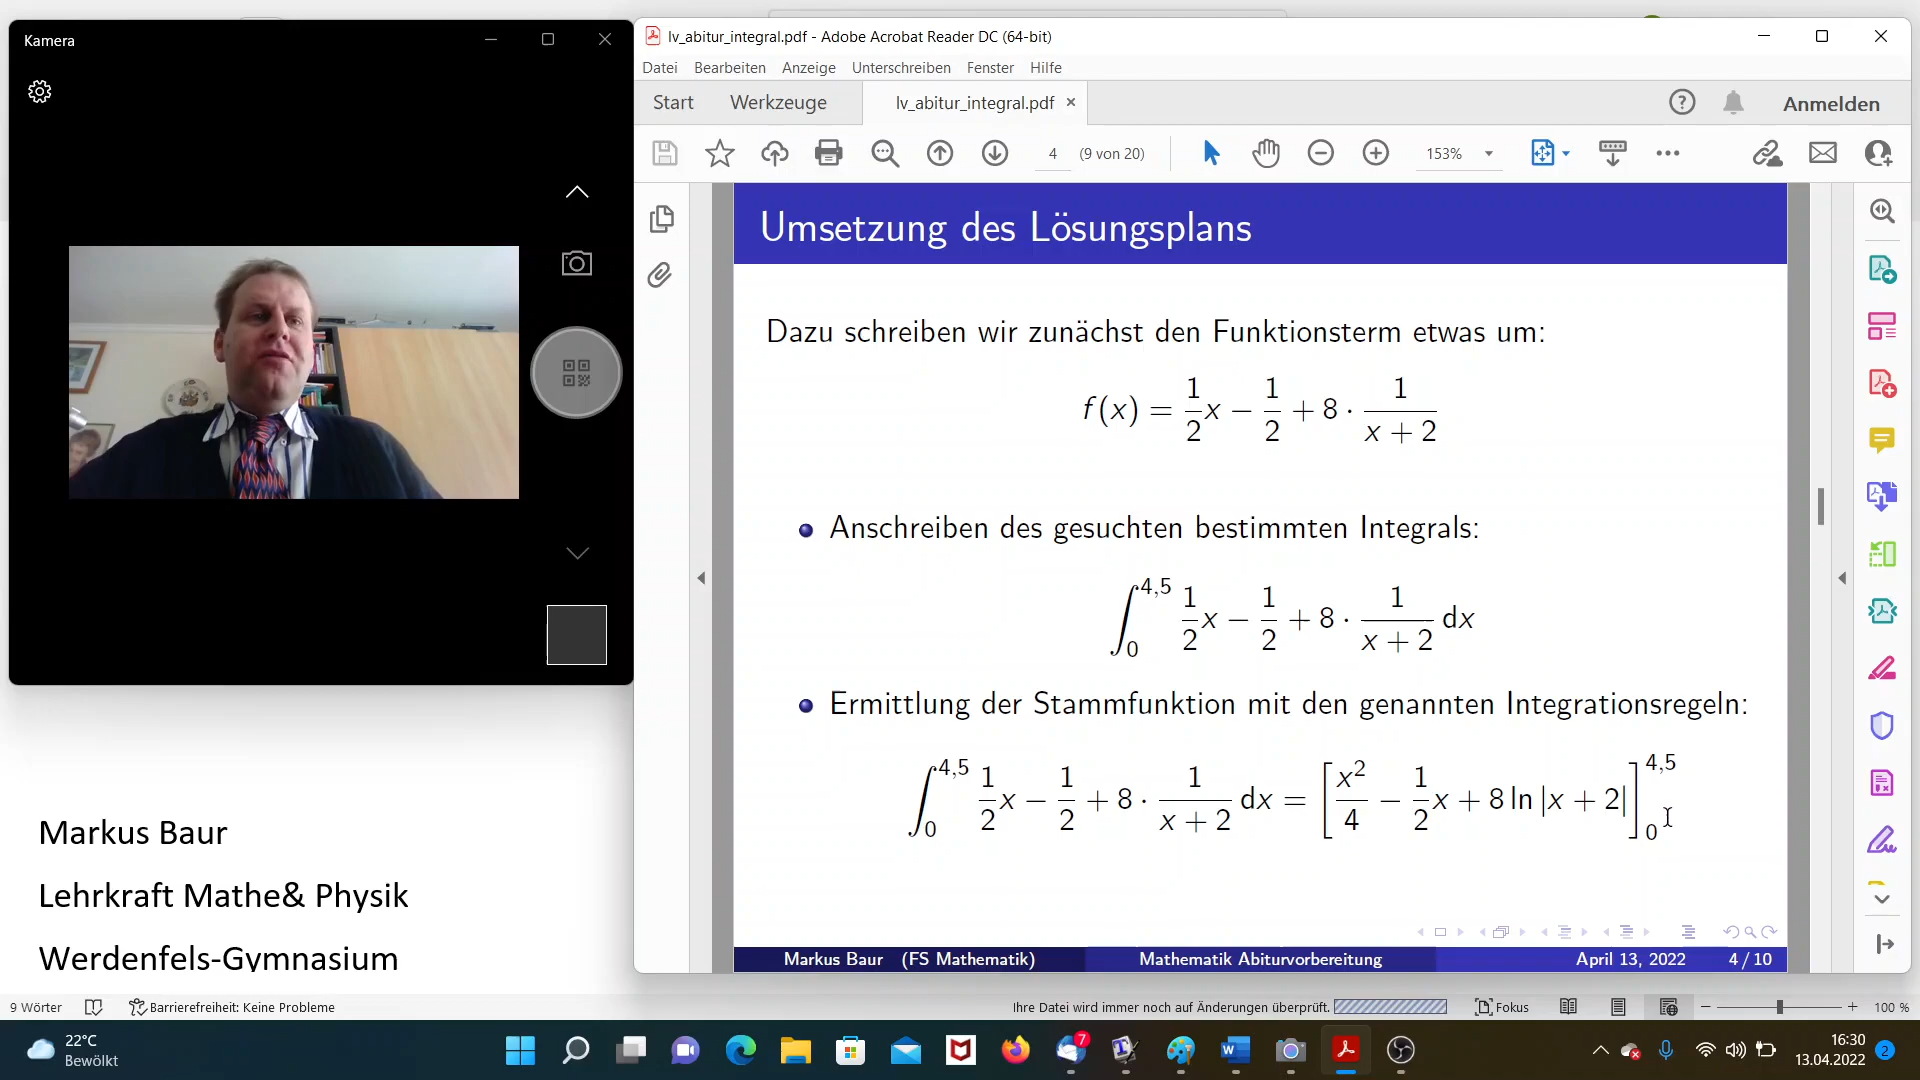 Kamera
lv_abitur_integral.pdf - Adobe Acrobat Reader DC (64-bit)
Datei Bearbeiten Anzeige Unterschreiben Fenster Hilfe
Start Werkzeuge lv_abitur_integral.pdf × Anmelden
4 (9 von 20) 153%
Umsetzung des Lösungsplans
Dazu schreiben wir zunächst den Funktionsterm etwas um:
f(x) = 1/2 x − 1/2 + 8 · 1/(x + 2)
Anschreiben des gesuchten bestimmten Integrals:
∫_0^{4,5} 1/2 x − 1/2 + 8 · 1/(x + 2) dx
Ermittlung der Stammfunktion mit den genannten Integrationsregeln:
∫_0^{4,5} 1/2 x − 1/2 + 8 · 1/(x + 2) dx = [x²/4 − 1/2 x + 8 ln |x + 2|]_0^{4,5}
Markus Baur (FS Mathematik) Mathematik Abiturvorbereitung April 13, 2022 4 / 10
Markus Baur
Lehrkraft Mathe& Physik
Werdenfels-Gymnasium
9 Wörter Barrierefreiheit: Keine Probleme Ihre Datei wird immer noch auf Änderungen überprüft. Fokus 100 %
22°C
Bewölkt
7
16:30
13.04.2022
2